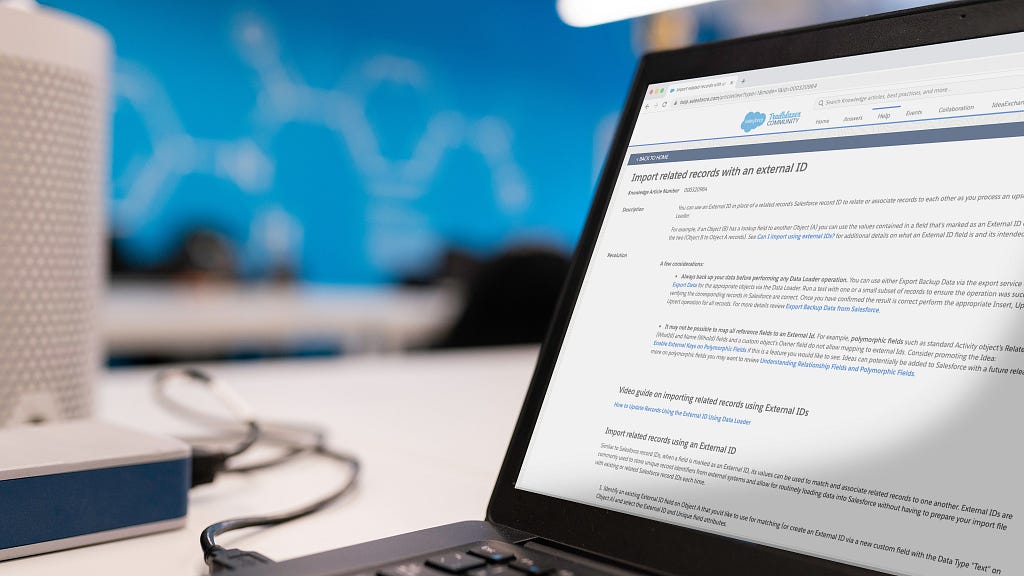 Import related records with a
help.salesforce.com/articleView?type=1&mode=1&id=000320964
Search Knowledge articles, best practices, and more...
salesforce
Trailblazer
COMMUNITY
Home Answers Help Events Collaboration IdeaExchan
‹ BACK TO HOME
Import related records with an external ID
Knowledge Article Number 000320964
Description
You can use an External ID in place of a related record's Salesforce record ID to relate or associate records to each other as you process an ups
Loader.
For example, if an Object (B) has a lookup field to another Object (A) you can use the values contained in a field that's marked as an External ID
the two (Object B to Object A records). See Can I import using external IDs? for additional details on what an External ID field is and its intended
Resolution
A few considerations:
• Always back up your data before performing any Data Loader operation. You can use either Export Backup Data via the export service
Export Data for the appropriate objects via the Data Loader. Run a test with one or a small subset of records to ensure the operation was suc
verifying the corresponding records in Salesforce are correct. Once you have confirmed the result is correct perform the appropriate Insert, Up
Upsert operation for all records. For more details review Export Backup Data from Salesforce.
• It may not be possible to map all reference fields to an External Id. For example, polymorphic fields such as standard Activity object's Relate
(WhatId) and Name (WhoId) fields and a custom object's Owner field do not allow mapping to external Ids. Consider promoting the Idea:
Enable External Keys on Polymorphic Fields if this is a feature you would like to see. Ideas can potentially be added to Salesforce with a future relea
more on polymorphic fields you may want to review Understanding Relationship Fields and Polymorphic Fields.
Video guide on importing related records using External IDs
How to Update Records Using the External ID Using Data Loader
Import related records using an External ID
Similar to Salesforce record IDs, when a field is marked as an External ID, its values can be used to match and associate related records to one another. External IDs are
commonly used to store unique record identifiers from external systems and allow for routinely loading data into Salesforce without having to prepare your import file
with existing or related Salesforce record IDs each time.
1. Identify an existing External ID field on Object A that you'd like to use for matching (or create an External ID via a new custom field with the Data Type "Text" on
Object A) and select the External ID and Unique field attributes.